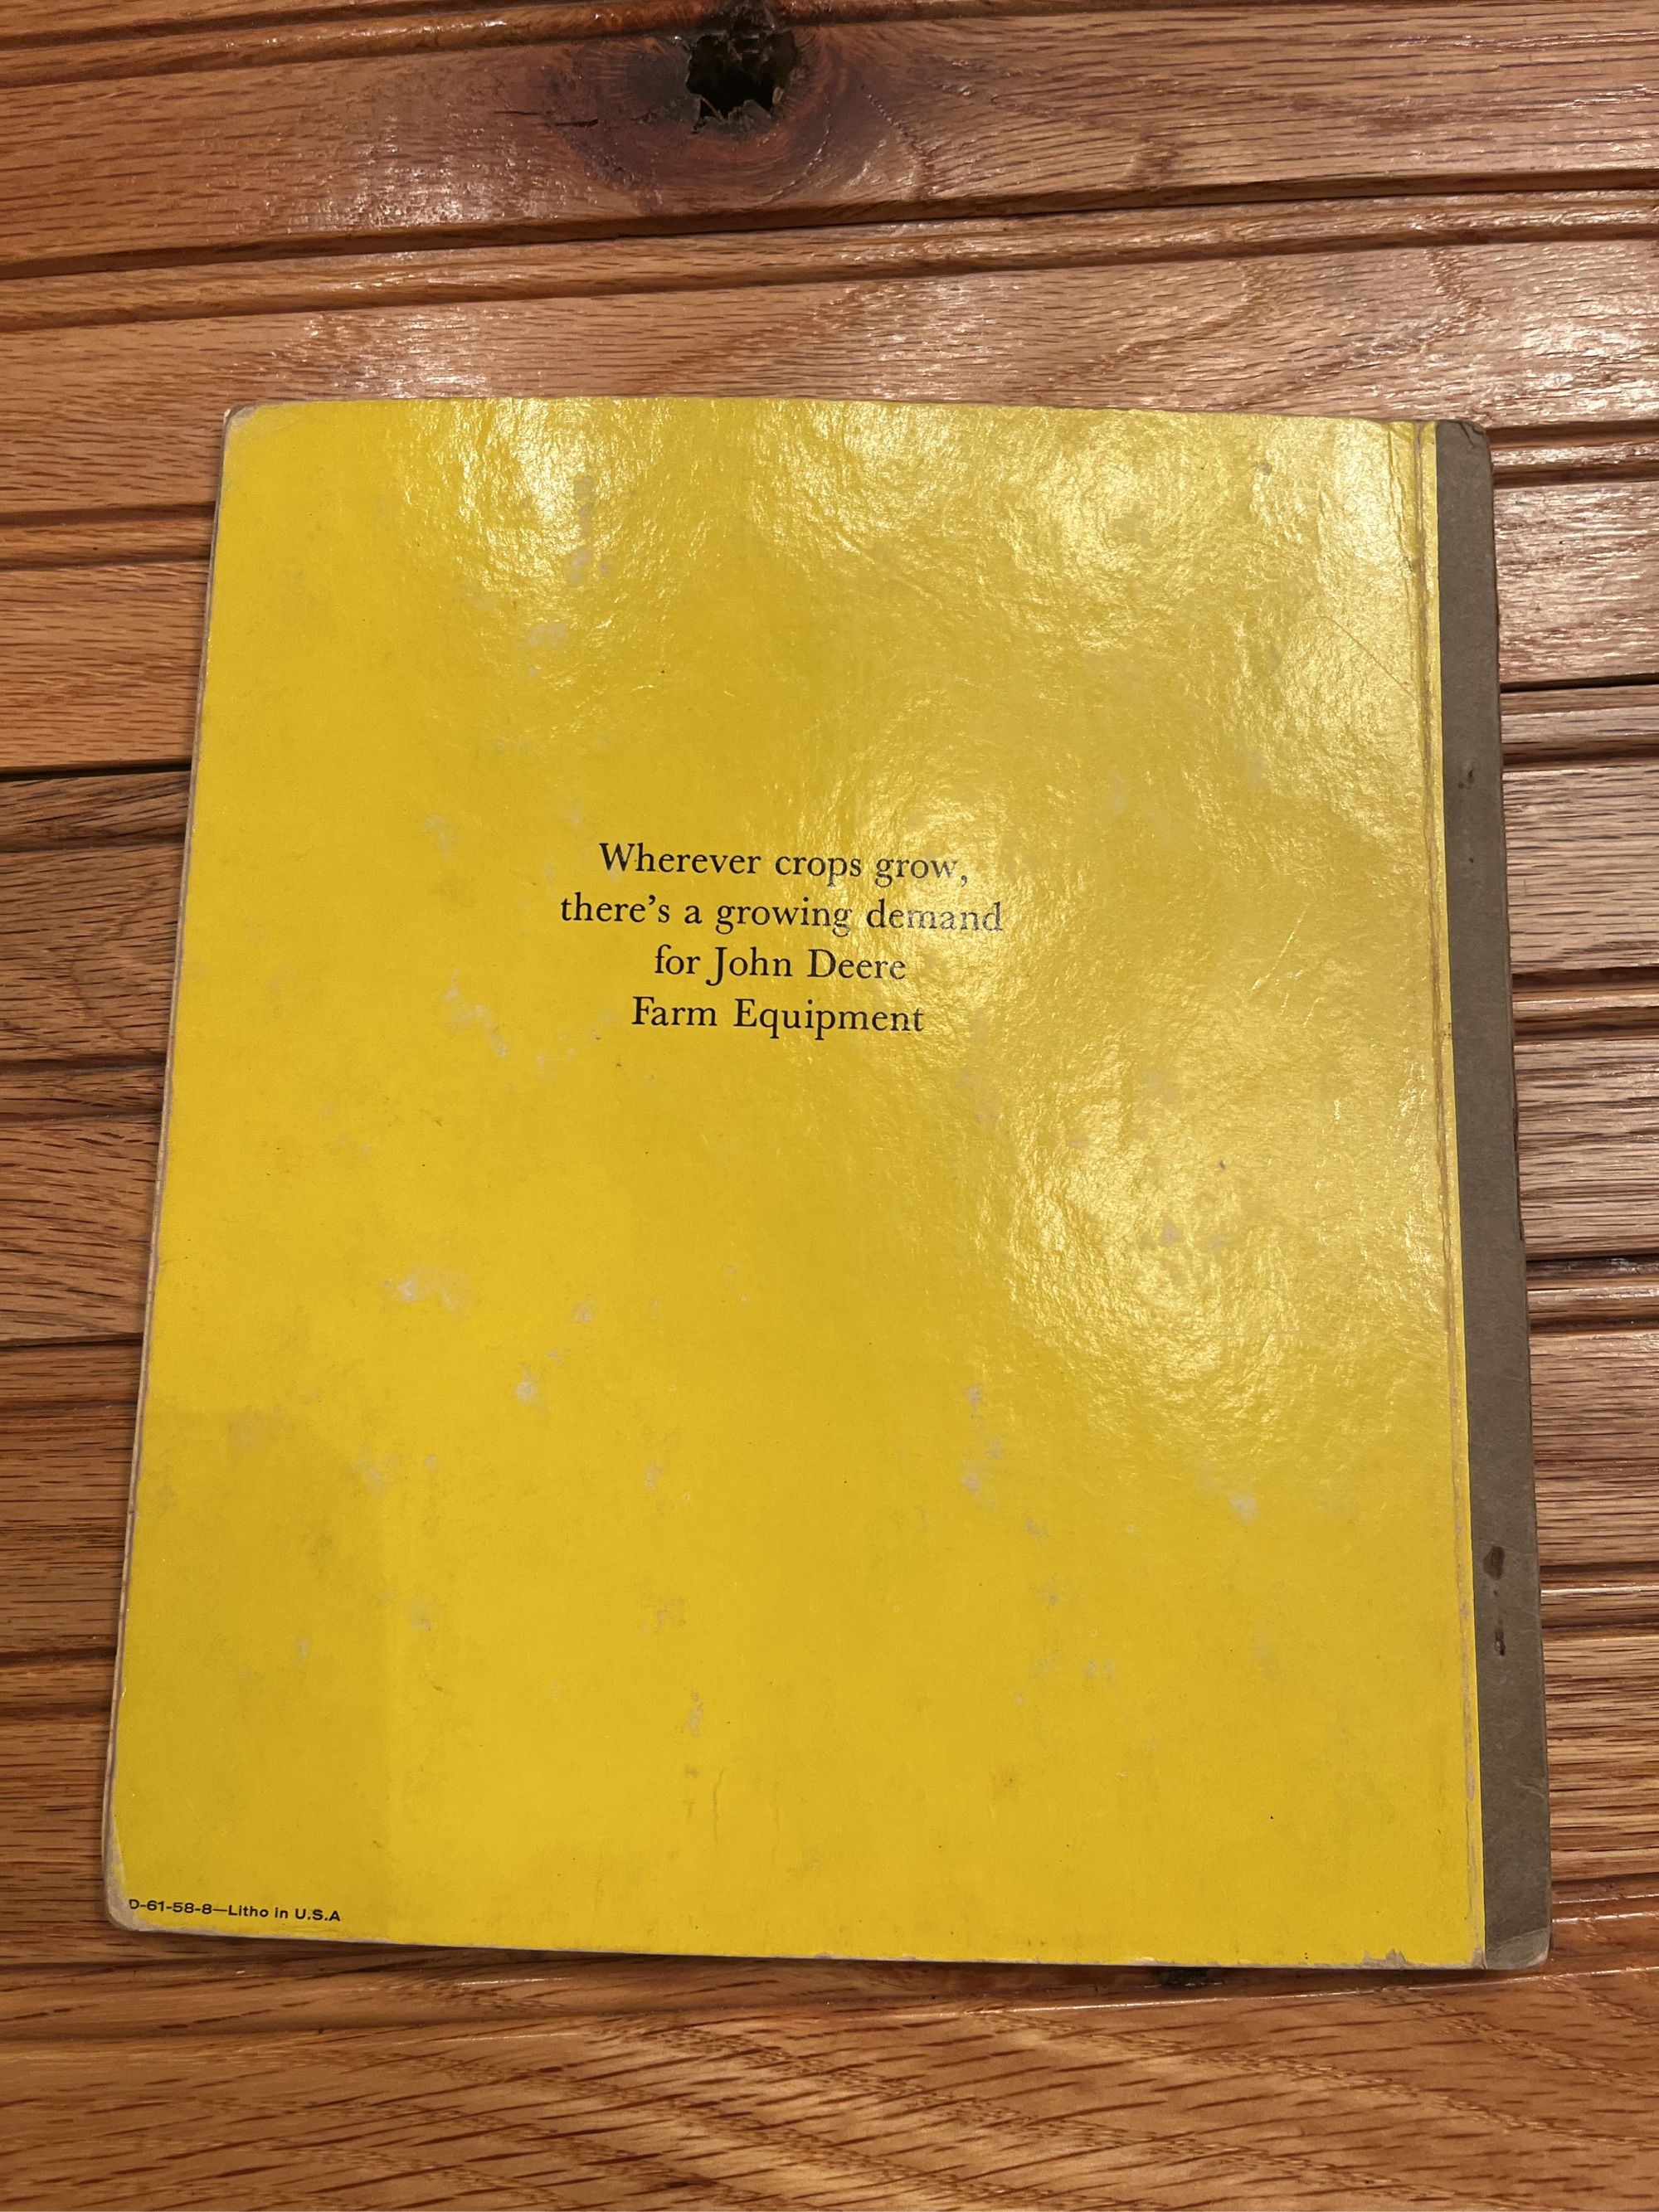 Wherever crops grow,
there's a growing demand
for John Deere
Farm Equipment
D-61-58-8—Litho in U.S.A